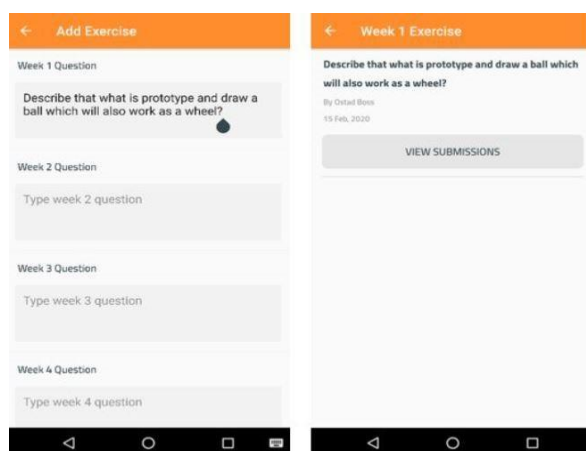 Add Exercise
Week 1 Question
Describe that what is prototype and draw a
ball which will also work as a wheel?
Week 2 Question
Type week 2 question
Week 3 Question
Type week 3 question
Week 4 Question
Type week 4 question
Week 1 Exercise
Describe that what is prototype and draw a ball which
will also work as a wheel?
By Ostad Boss
15 Feb, 2020
VIEW SUBMISSIONS